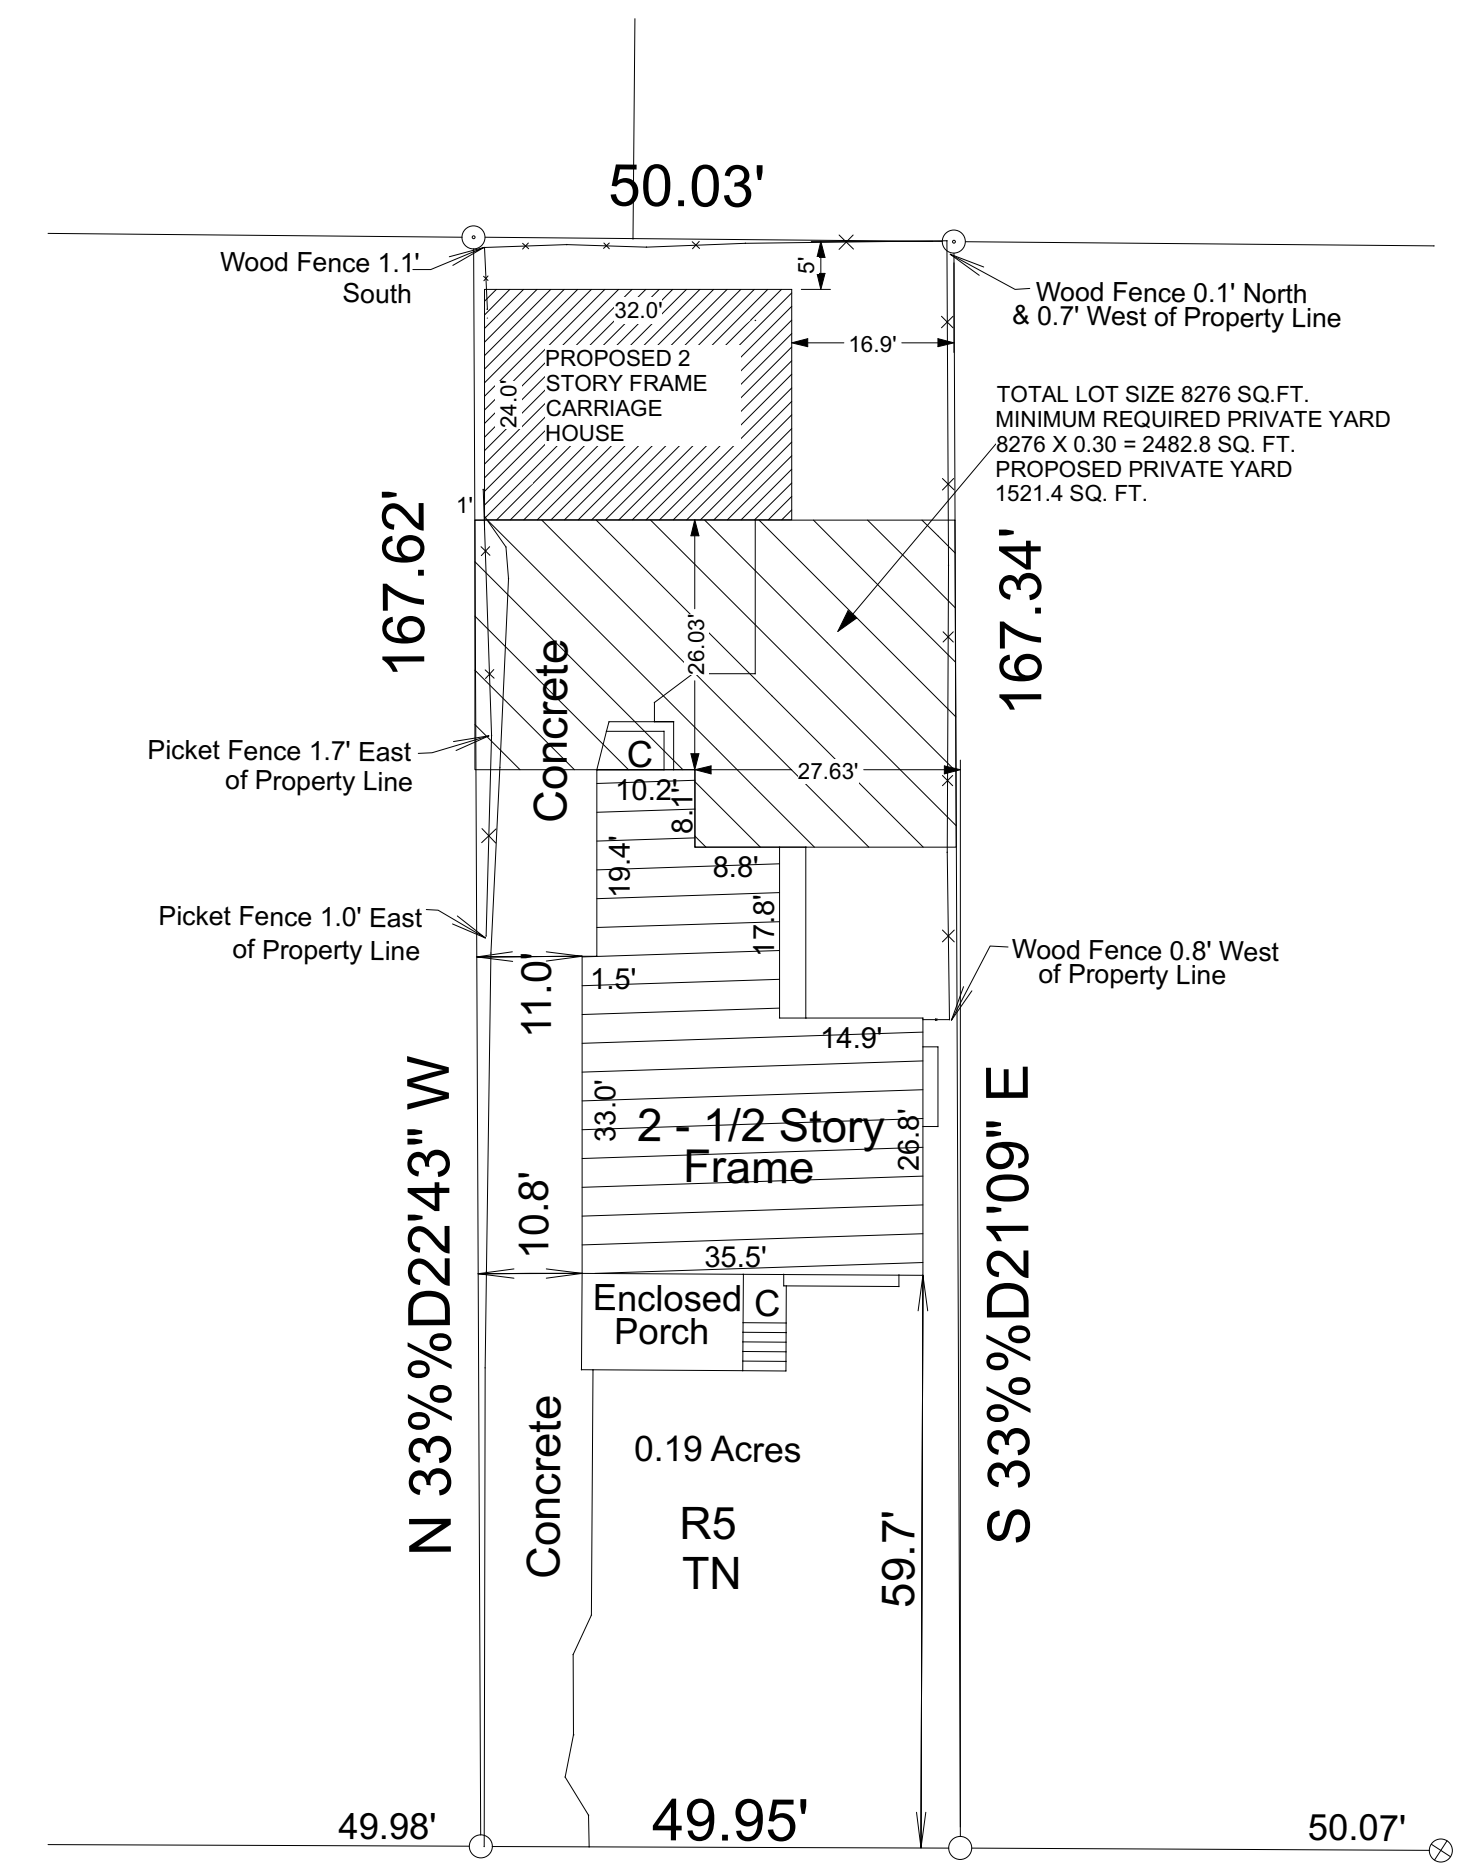 50.03'
Wood Fence 1.1'
South
5'
Wood Fence 0.1' North
& 0.7' West of Property Line
32.0'
16.9'
PROPOSED 2
STORY FRAME
CARRIAGE
HOUSE
24.0'
TOTAL LOT SIZE 8276 SQ.FT.
MINIMUM REQUIRED PRIVATE YARD
8276 X 0.30 = 2482.8 SQ. FT.
PROPOSED PRIVATE YARD
1521.4 SQ. FT.
1'
167.62'
167.34'
26.03'
Concrete
Picket Fence 1.7' East
of Property Line
C
27.63'
10.2'
8.1'
19.4'
8.8'
17.8'
Picket Fence 1.0' East
of Property Line
Wood Fence 0.8' West
of Property Line
11.0'
1.5'
14.9'
33.0'
2 - 1/2 Story
Frame
26.8'
N 33%%D22'43" W
S 33%%D21'09" E
10.8'
35.5'
Enclosed
Porch
C
Concrete
0.19 Acres
R5
TN
59.7'
49.98'
49.95'
50.07'